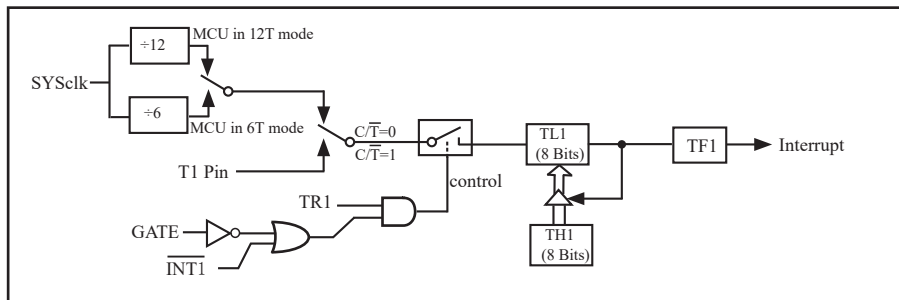 ÷12
MCU in 12T mode
SYSclk
÷6
MCU in 6T mode
C/T̅=0
C/T̅=1
T1 Pin
control
TL1
(8 Bits)
TF1
Interrupt
TR1
GATE
I̅N̅T̅1̅
TH1
(8 Bits)